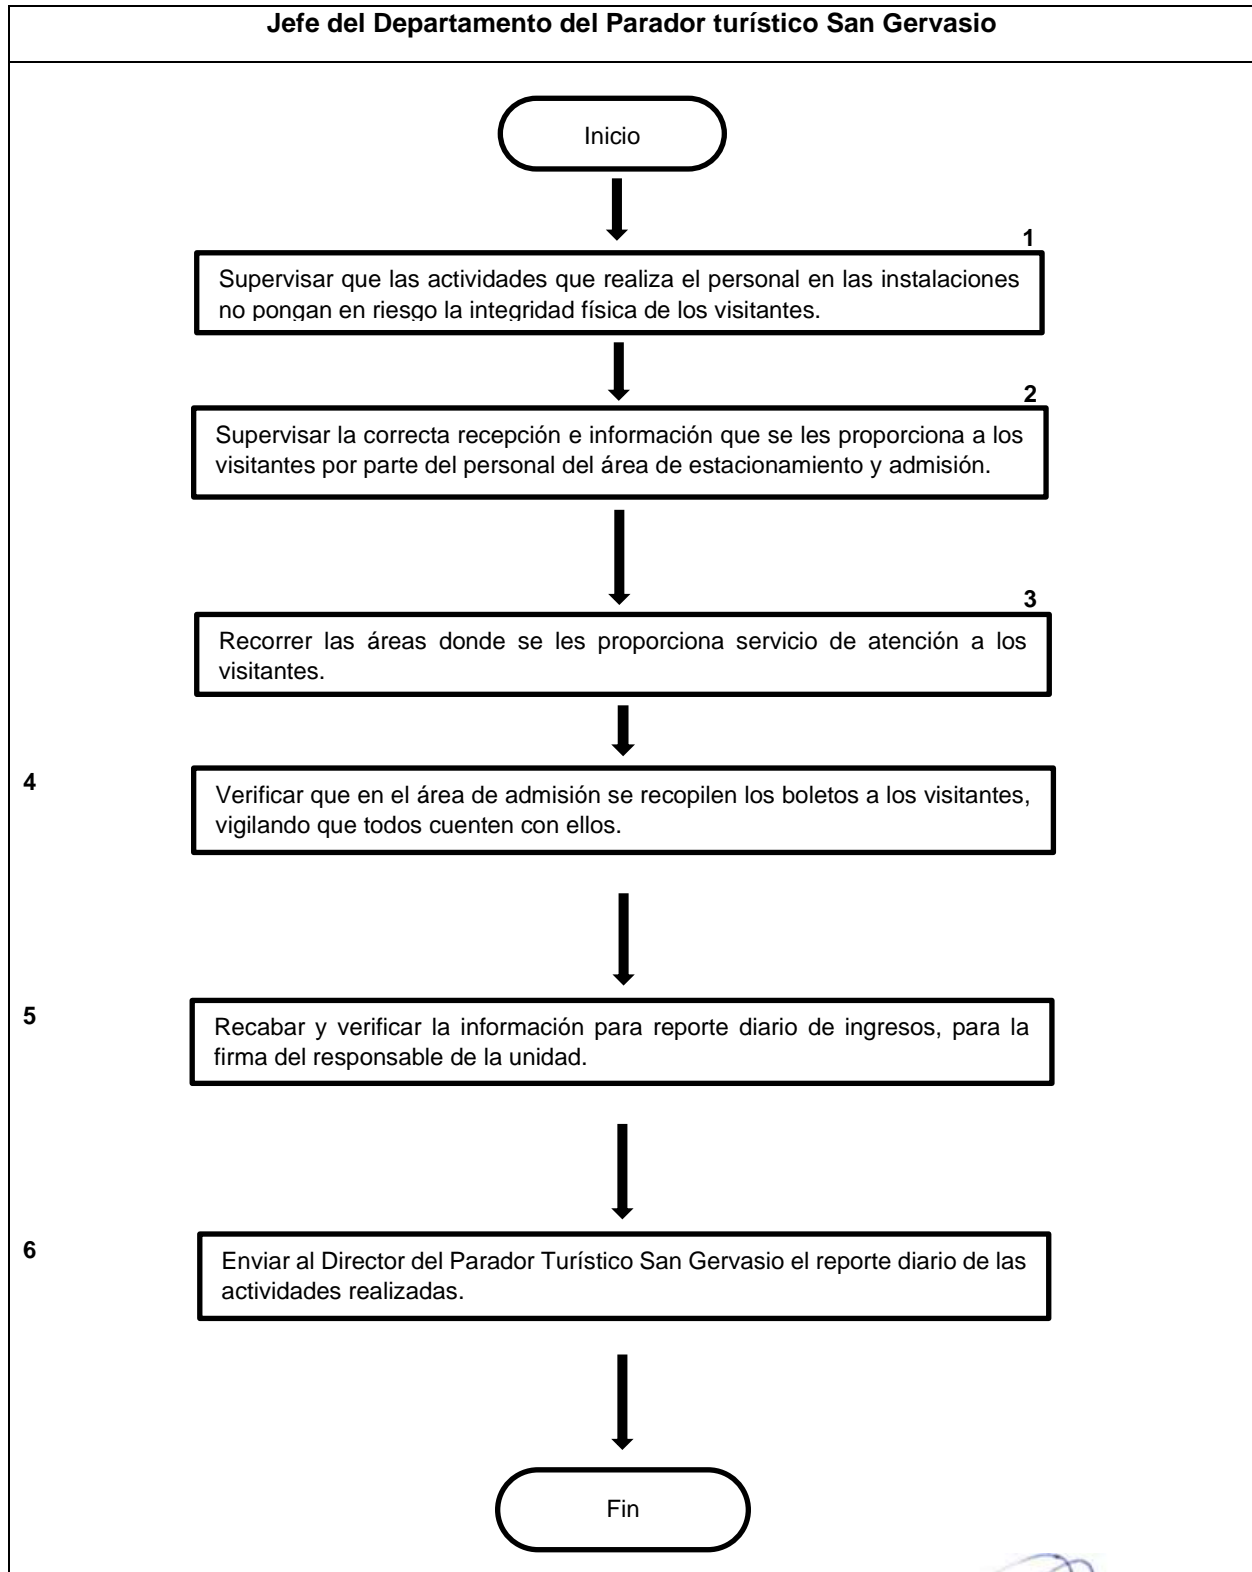 Jefe del Departamento del Parador turístico San Gervasio
Inicio
1
Supervisar que las actividades que realiza el personal en las instalaciones
no pongan en riesgo la integridad física de los visitantes.
2
Supervisar la correcta recepción e información que se les proporciona a los
visitantes por parte del personal del área de estacionamiento y admisión.
3
Recorrer las áreas donde se les proporciona servicio de atención a los
visitantes.
4
Verificar que en el área de admisión se recopilen los boletos a los visitantes,
vigilando que todos cuenten con ellos.
5
Recabar y verificar la información para reporte diario de ingresos, para la
firma del responsable de la unidad.
6
Enviar al Director del Parador Turístico San Gervasio el reporte diario de las
actividades realizadas.
Fin